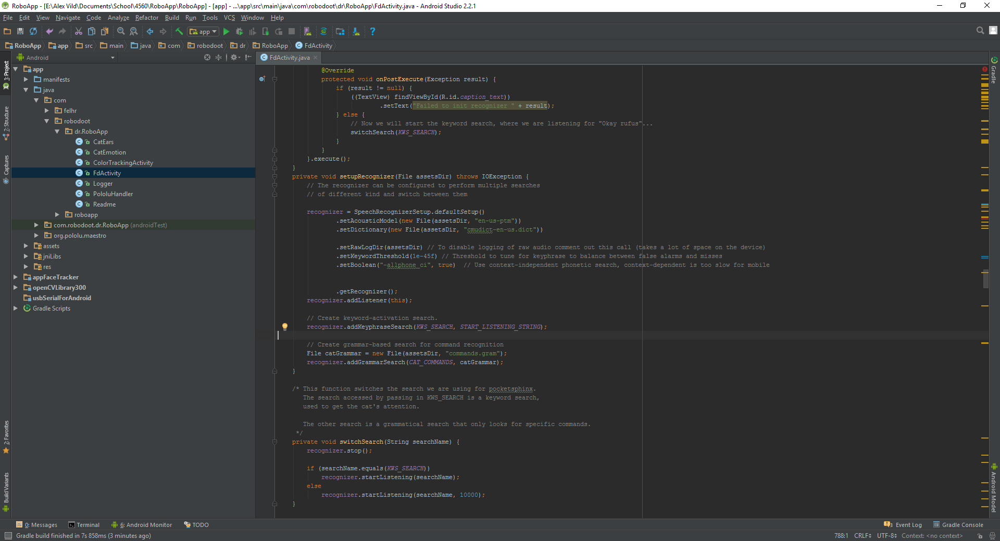 RoboApp - [E:\Alex Vild\Documents\School\4560\RoboApp\RoboApp] - [app] - ...\app\src\main\java\com\robodoot\dr\RoboApp\FdActivity.java - Android Studio 2.2.1
File Edit View Navigate Code Analyze Refactor Build Run Tools VCS Window Help
app
RoboApp app src main java com robodoot dr RoboApp FdActivity
Android
FdActivity.java
1: Project
7: Structure
Captures
2: Favorites
Build Variants
app
manifests
java
com
felhr
robodoot
dr.RoboApp
CatEars
CatEmotion
ColorTrackingActivity
FdActivity
Logger
PololuHandler
Readme
roboapp
com.robodoot.dr.RoboApp (androidTest)
org.pololu.maestro
assets
jniLibs
res
appFaceTracker
openCVLibrary300
usbSerialForAndroid
Gradle Scripts
@Override
protected void onPostExecute(Exception result) {
if (result != null) {
((TextView) findViewById(R.id.caption_text))
.setText("Failed to init recognizer " + result);
} else {
// Now we will start the keyword search, where we are listening for "Okay rufus"...
switchSearch(KWS_SEARCH);
}
}
}.execute();
}
private void setupRecognizer(File assetsDir) throws IOException {
// The recognizer can be configured to perform multiple searches
// of different kind and switch between them
recognizer = SpeechRecognizerSetup.defaultSetup()
.setAcousticModel(new File(assetsDir, "en-us-ptm"))
.setDictionary(new File(assetsDir, "cmudict-en-us.dict"))
.setRawLogDir(assetsDir) // To disable logging of raw audio comment out this call (takes a lot of space on the device)
.setKeywordThreshold(1e-45f) // Threshold to tune for keyphrase to balance between false alarms and misses
.setBoolean("-allphone_ci", true)  // Use context-independent phonetic search, context-dependent is too slow for mobile
.getRecognizer();
recognizer.addListener(this);
// Create keyword-activation search.
recognizer.addKeyphraseSearch(KWS_SEARCH, START_LISTENING_STRING);
// Create grammar-based search for command recognition
File catGrammar = new File(assetsDir, "commands.gram");
recognizer.addGrammarSearch(CAT_COMMANDS, catGrammar);
}
/* This function switches the search we are using for pocketsphinx.
The search accessed by passing in KWS_SEARCH is a keyword search,
used to get the cat's attention.
The other search is a grammatical search that only looks for specific commands.
*/
private void switchSearch(String searchName) {
recognizer.stop();
if (searchName.equals(KWS_SEARCH))
recognizer.startListening(searchName);
else
recognizer.startListening(searchName, 10000);
}
Gradle
Android Model
0: Messages Terminal 6: Android Monitor TODO
3 Event Log Gradle Console
Gradle build finished in 7s 858ms (3 minutes ago)
788:1 CRLF UTF-8 Context: <no context>